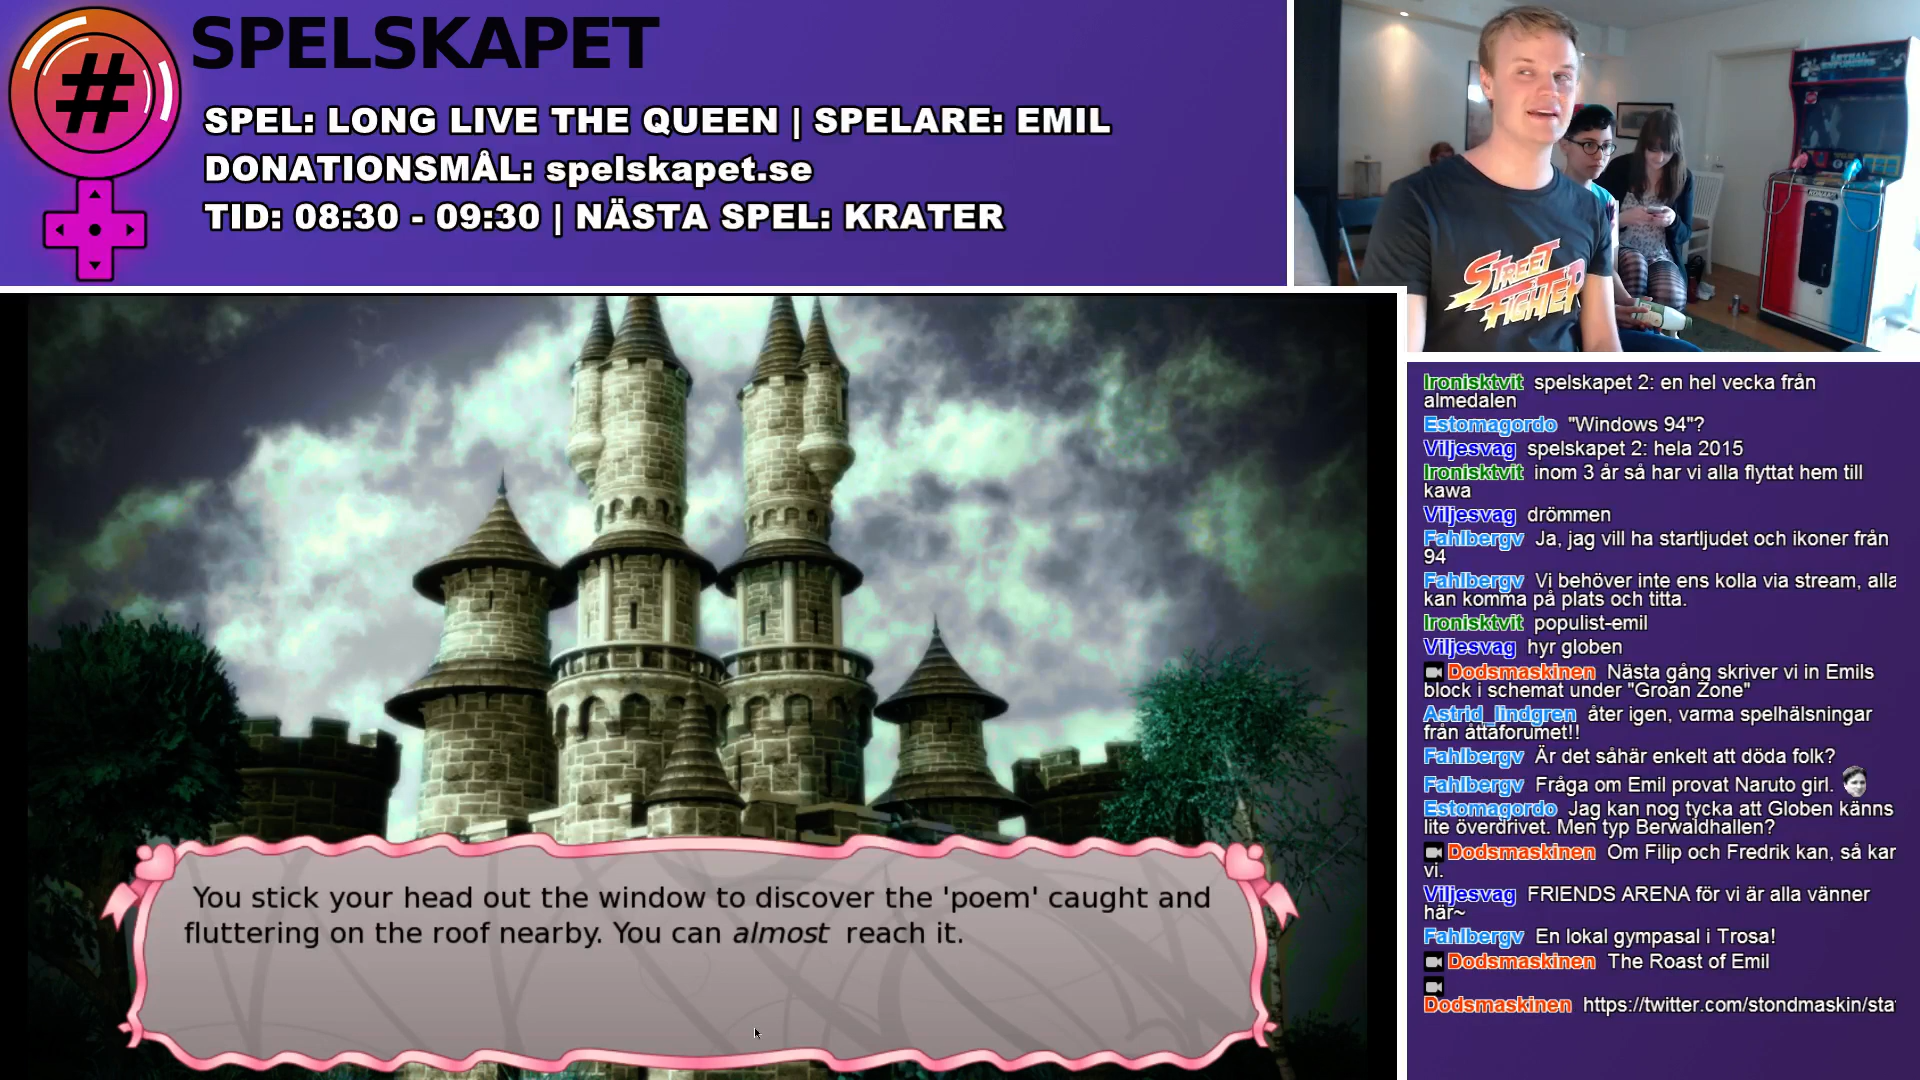 #
SPELSKAPET
SPEL: LONG LIVE THE QUEEN | SPELARE: EMIL
DONATIONSMÅL: spelskapet.se
TID: 08:30 - 09:30 | NÄSTA SPEL: KRATER
STREET
FIGHTER
KONAMI
You stick your head out the window to discover the 'poem' caught and
fluttering on the roof nearby. You can almost reach it.
Ironisktvit spelskapet 2: en hel vecka från
almedalen
Estomagordo "Windows 94"?
Viljesvag spelskapet 2: hela 2015
Ironisktvit inom 3 år så har vi alla flyttat hem till
kawa
Viljesvag drömmen
Fahlbergv Ja, jag vill ha startljudet och ikoner från
94
Fahlbergv Vi behöver inte ens kolla via stream, alla
kan komma på plats och titta.
Ironisktvit populist-emil
Viljesvag hyr globen
Dodsmaskinen Nästa gång skriver vi in Emils
block i schemat under "Groan Zone"
Astrid_lindgren åter igen, varma spelhälsningar
från åttaforumet!!
Fahlbergv Är det såhär enkelt att döda folk?
Fahlbergv Fråga om Emil provat Naruto girl.
Estomagordo Jag kan nog tycka att Globen känns
lite överdrivet. Men typ Berwaldhallen?
Dodsmaskinen Om Filip och Fredrik kan, så kan
vi.
Viljesvag FRIENDS ARENA för vi är alla vänner
här~
Fahlbergv En lokal gympasal i Trosa!
Dodsmaskinen The Roast of Emil
Dodsmaskinen https://twitter.com/stondmaskin/sta